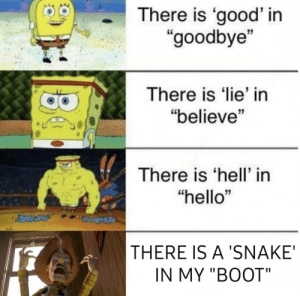 There is 'good' in
"goodbye"
There is 'lie' in
"believe"
There is 'hell' in
"hello"
THERE IS A 'SNAKE'
IN MY "BOOT"